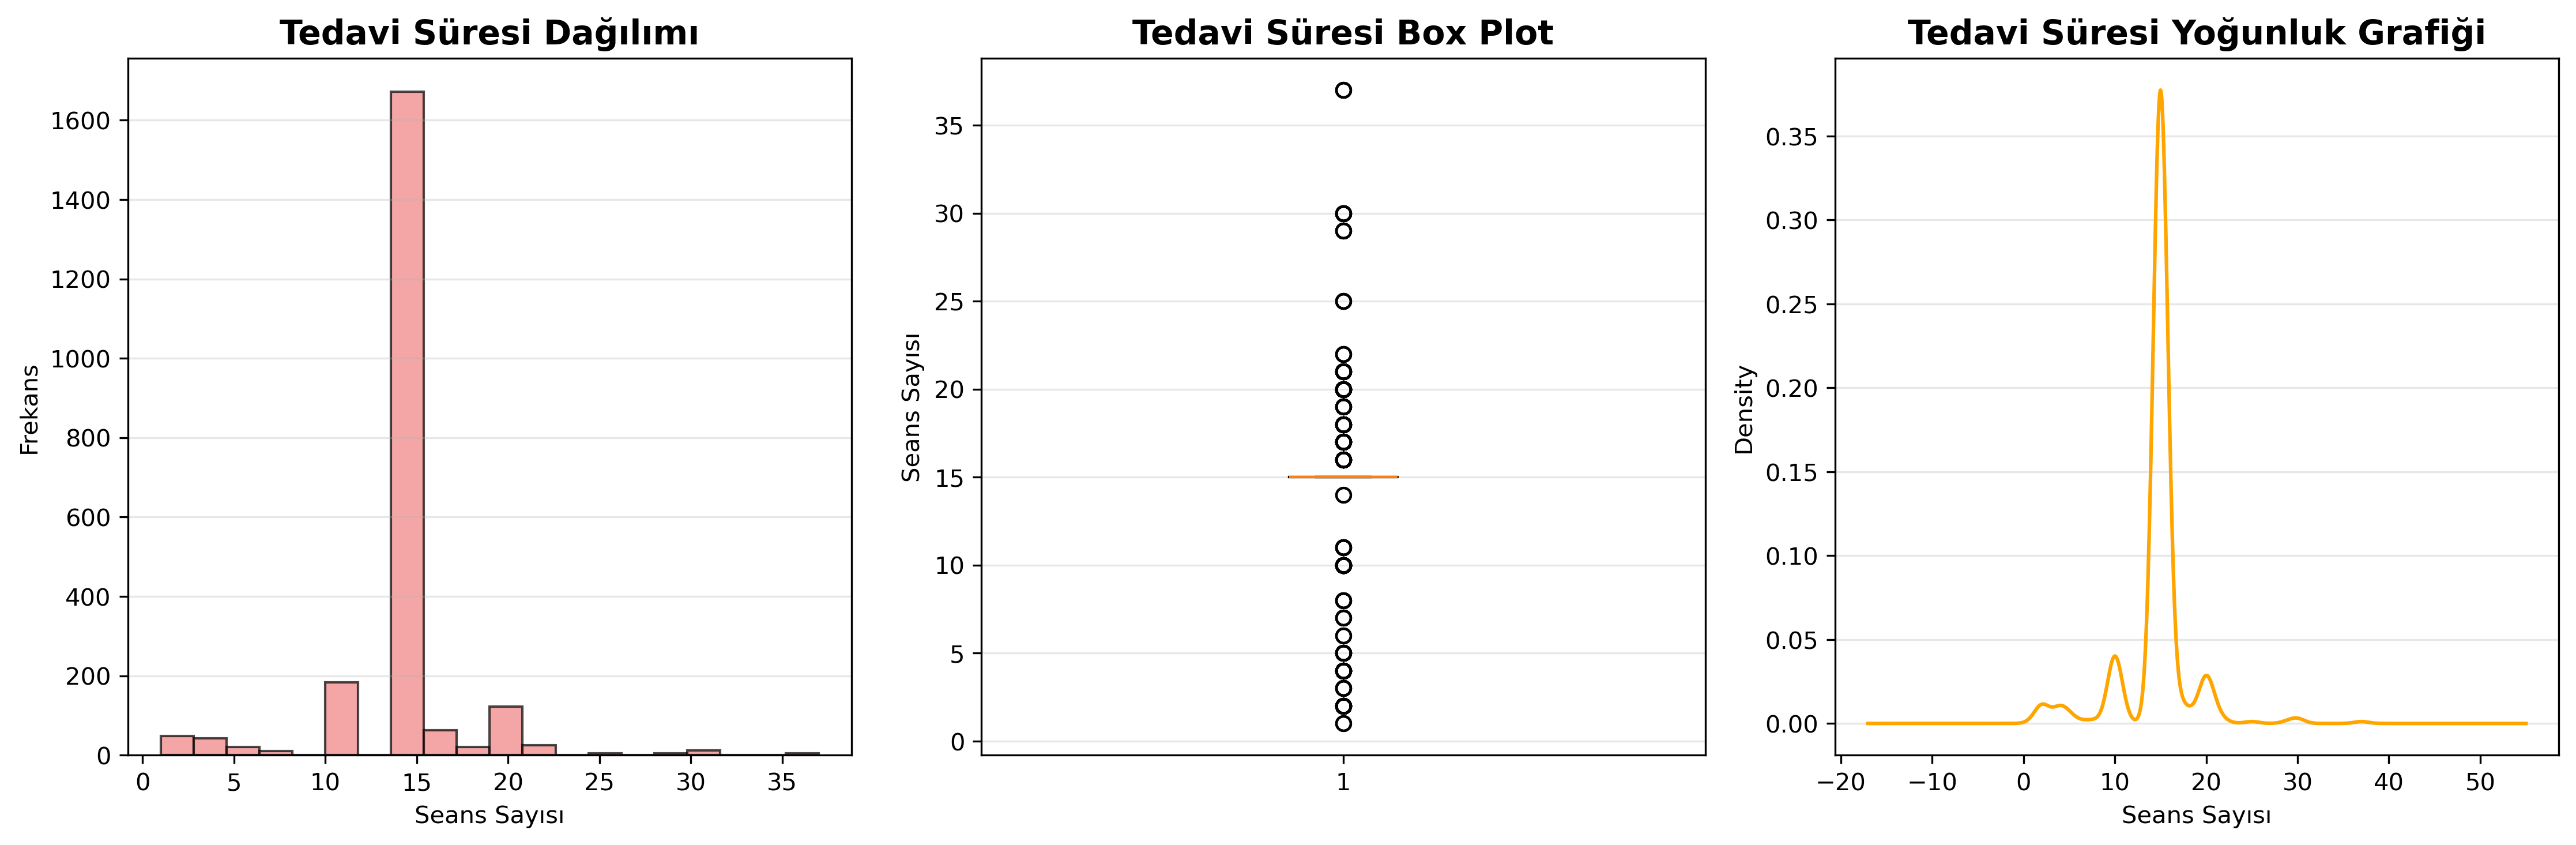 Tedavi Süresi Dağılımı
1600
1400
1200
1000
800
600
400
200
0
Frekans
0 5 10 15 20 25 30 35
Seans Sayısı
Tedavi Süresi Box Plot
35
30
25
20
15
10
5
0
Seans Sayısı
1
Tedavi Süresi Yoğunluk Grafiği
0.35
0.30
0.25
0.20
0.15
0.10
0.05
0.00
Density
−20 −10 0 10 20 30 40 50
Seans Sayısı